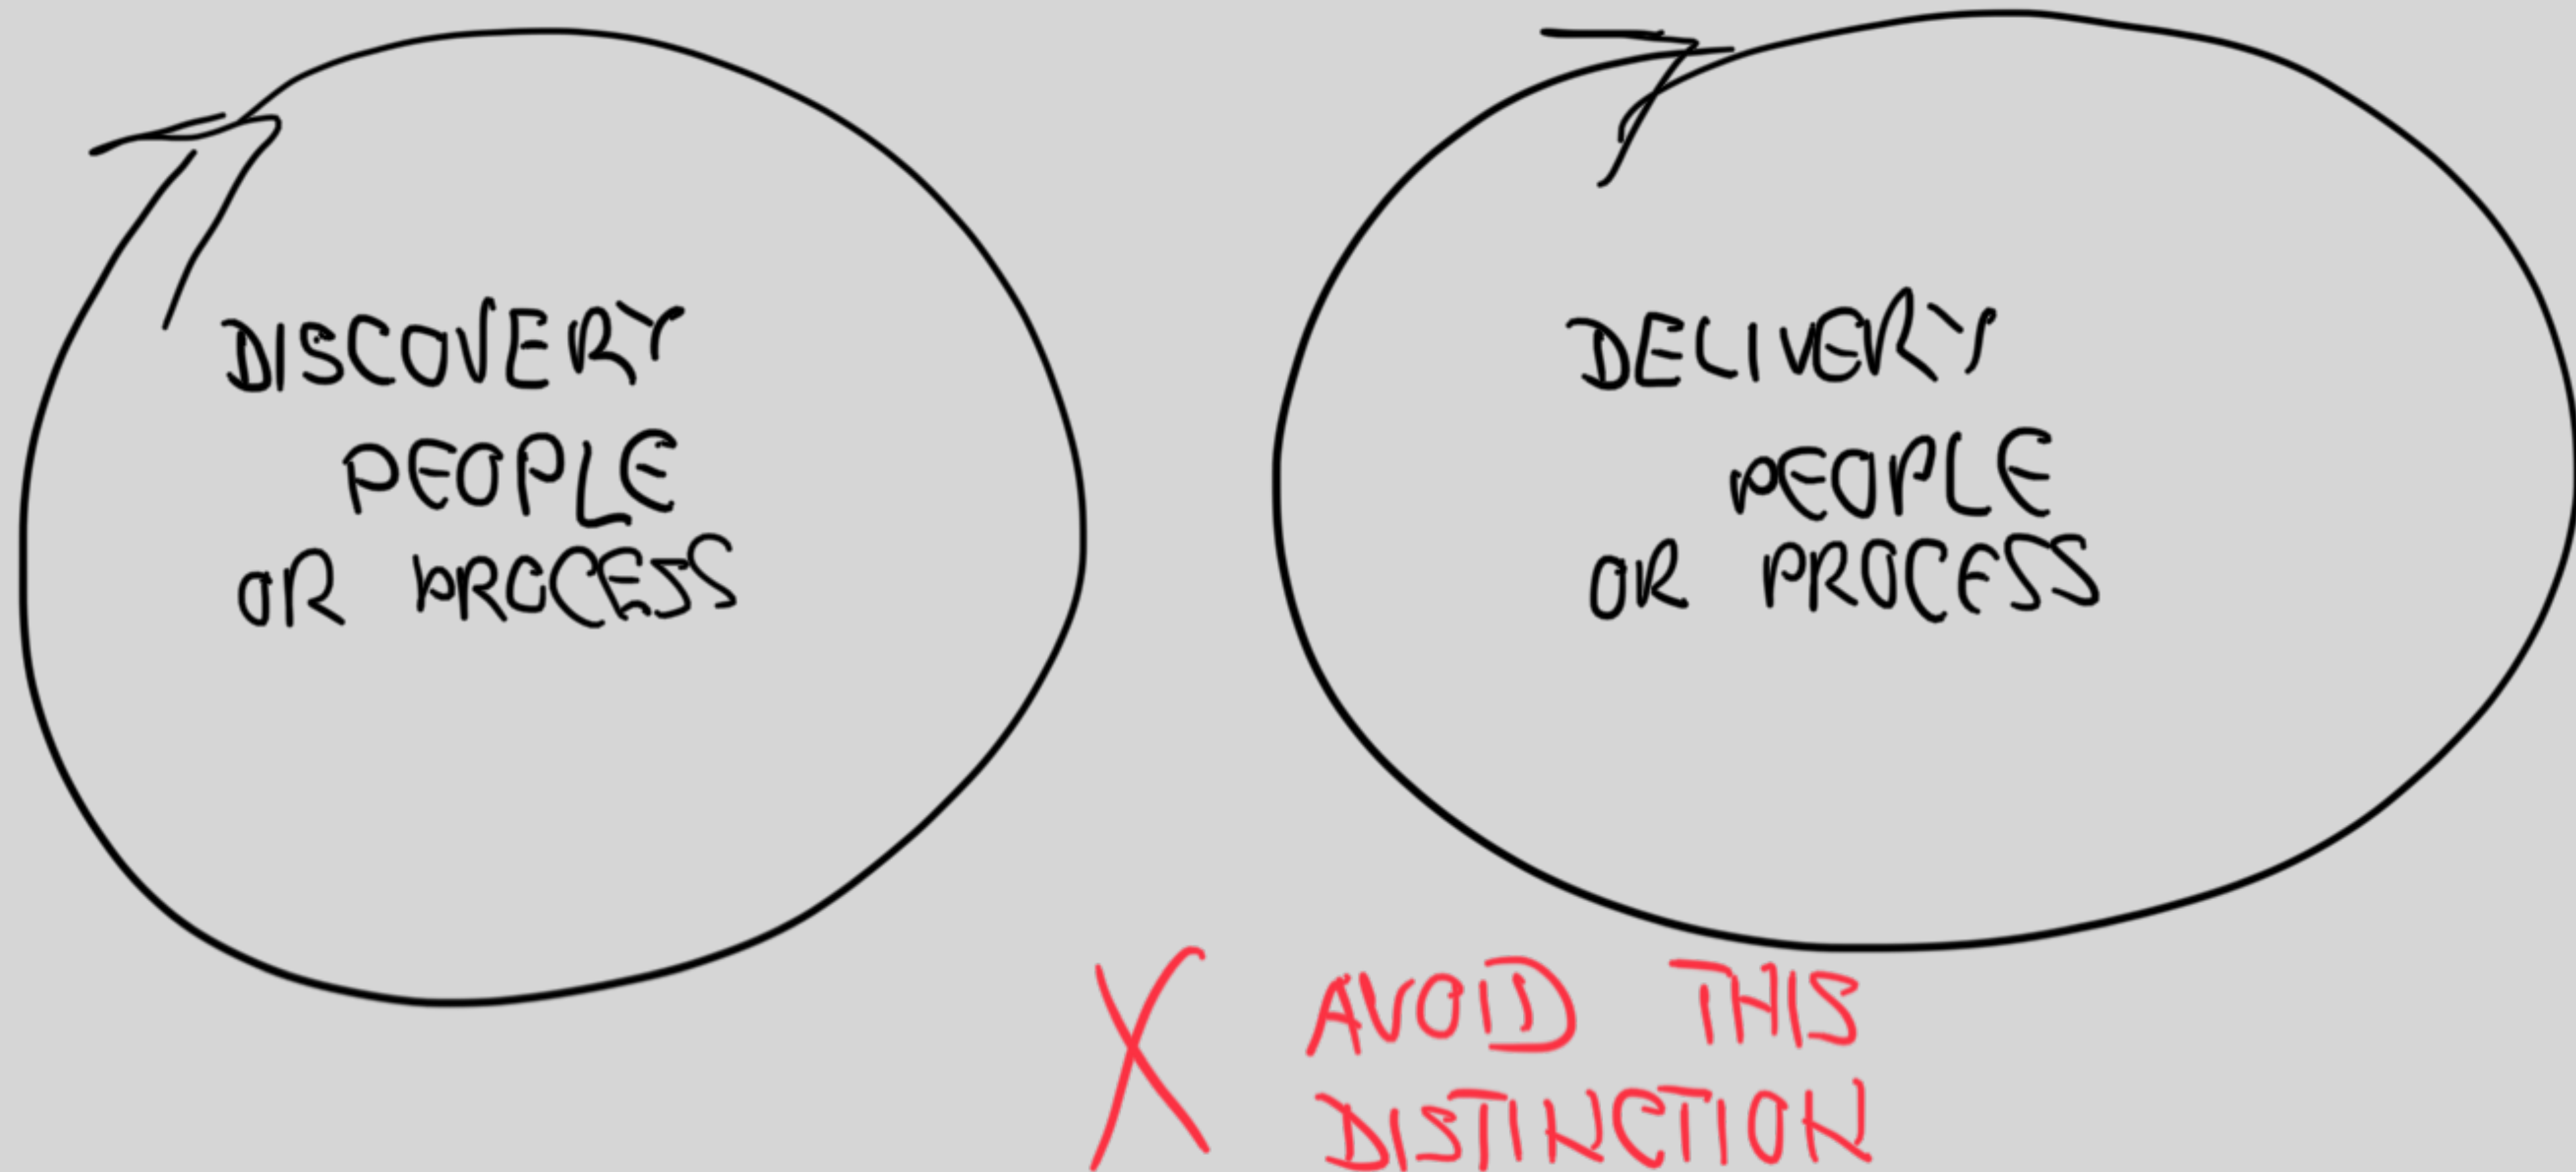 DISCOVERY
PEOPLE
OR PROCESS
DELIVERY
PEOPLE
OR PROCESS
X AVOID THIS
DISTINCTION